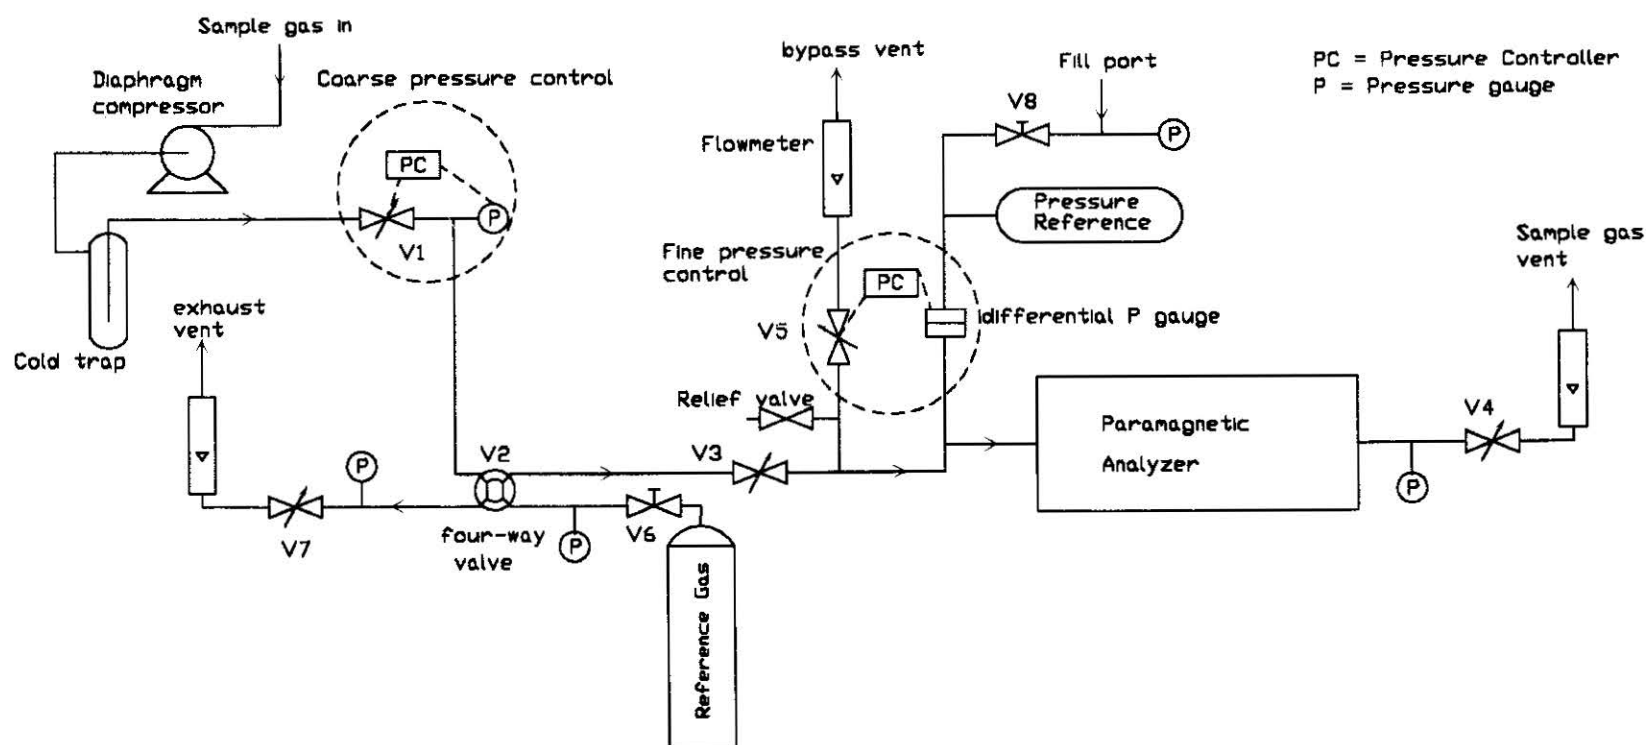 Sample gas in
Diaphragm
compressor
Coarse pressure control
PC
P
V1
Cold trap
bypass vent
Flowmeter
Fill port
V8
P
PC = Pressure Controller
P = Pressure gauge
Pressure
Reference
Fine pressure
control
PC
V5
differential P gauge
Relief valve
Sample gas
vent
exhaust
vent
P
V7
V2
four-way
valve
P
V6
V3
Reference Gas
Paramagnetic
Analyzer
P
V4